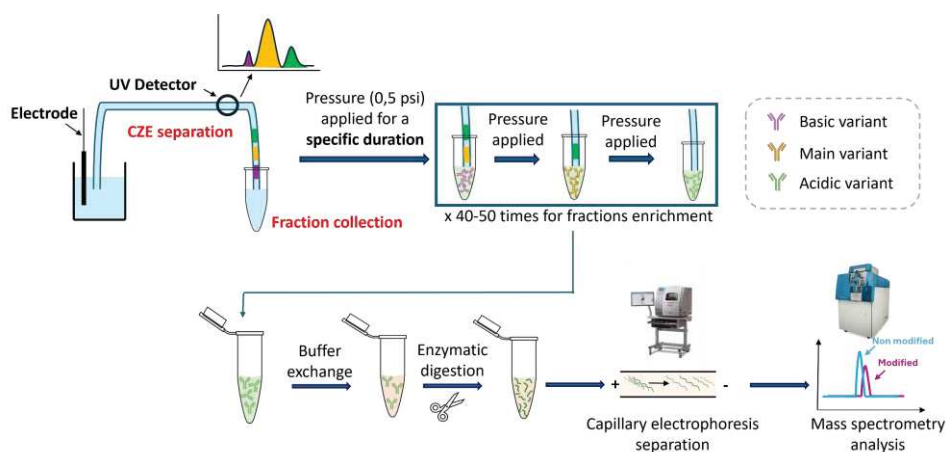 UV Detector
Electrode
CZE separation
Fraction collection
Pressure (0,5 psi)
applied for a
specific duration
Pressure
applied
Pressure
applied
x 40-50 times for fractions enrichment
Basic variant
Main variant
Acidic variant
Buffer
exchange
Enzymatic
digestion
+
-
Capillary electrophoresis
separation
Non modified
Modified
Mass spectrometry
analysis